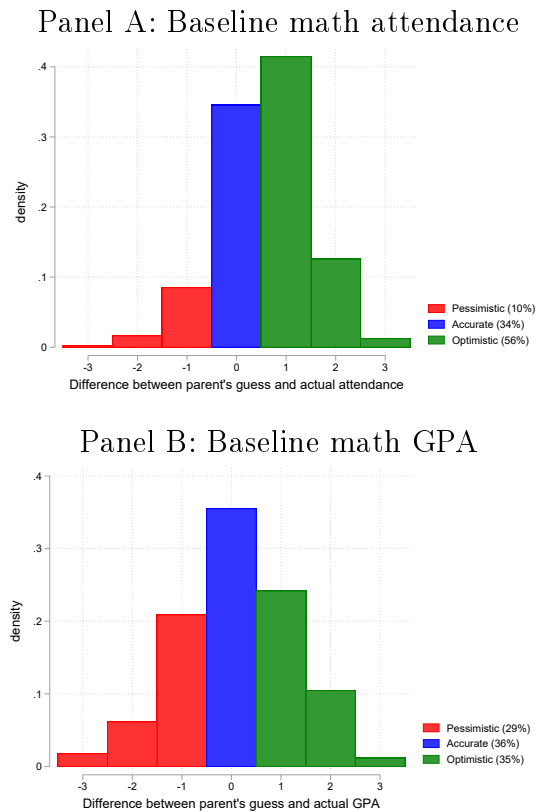 Panel A: Baseline math attendance
.4
.3
.2
.1
0
density
-3 -2 -1 0 1 2 3
Difference between parent's guess and actual attendance
Pessimistic (10%)
Accurate (34%)
Optimistic (56%)
Panel B: Baseline math GPA
.4
.3
.2
.1
0
density
-3 -2 -1 0 1 2 3
Difference between parent's guess and actual GPA
Pessimistic (29%)
Accurate (36%)
Optimistic (35%)